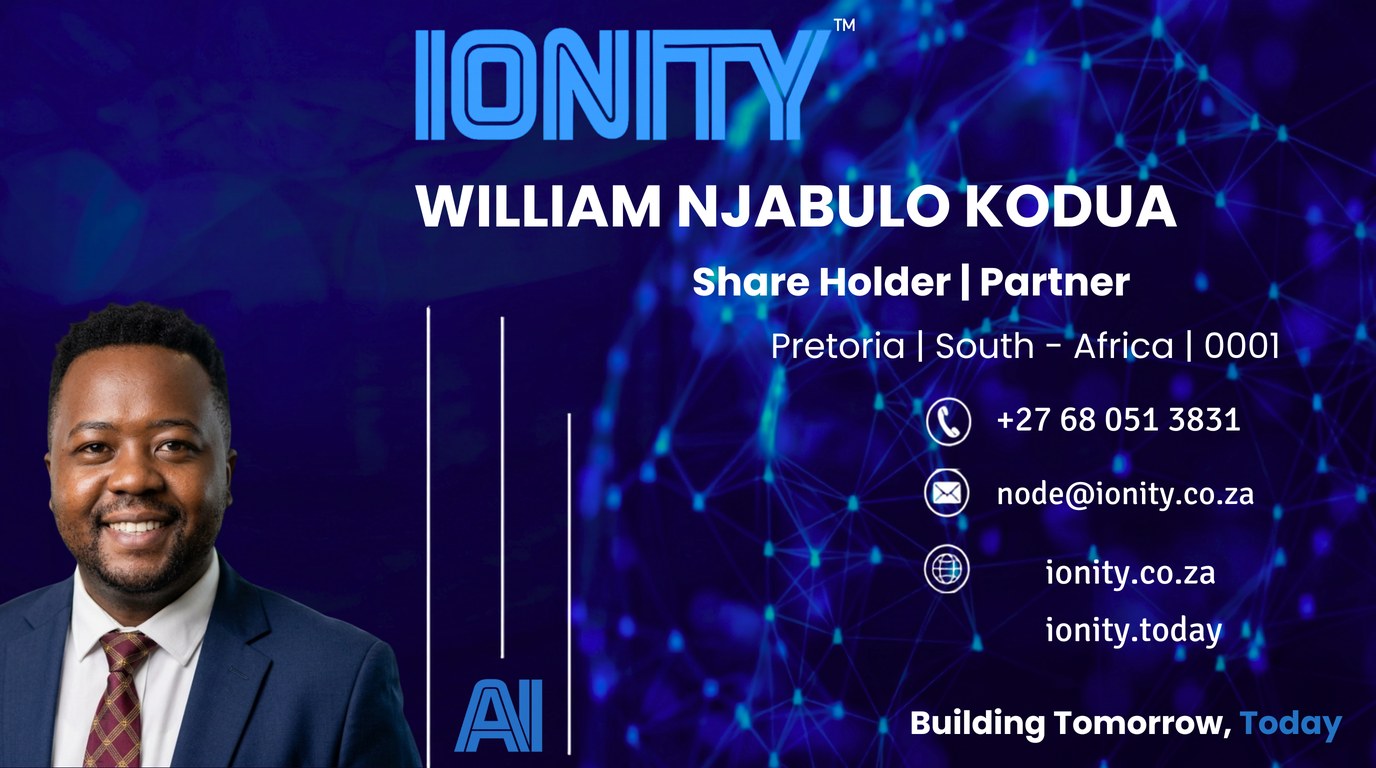 IONITY™
WILLIAM NJABULO KODUA
Share Holder | Partner
Pretoria | South - Africa | 0001
+27 68 051 3831
node@ionity.co.za
ionity.co.za
ionity.today
AI
Building Tomorrow, Today